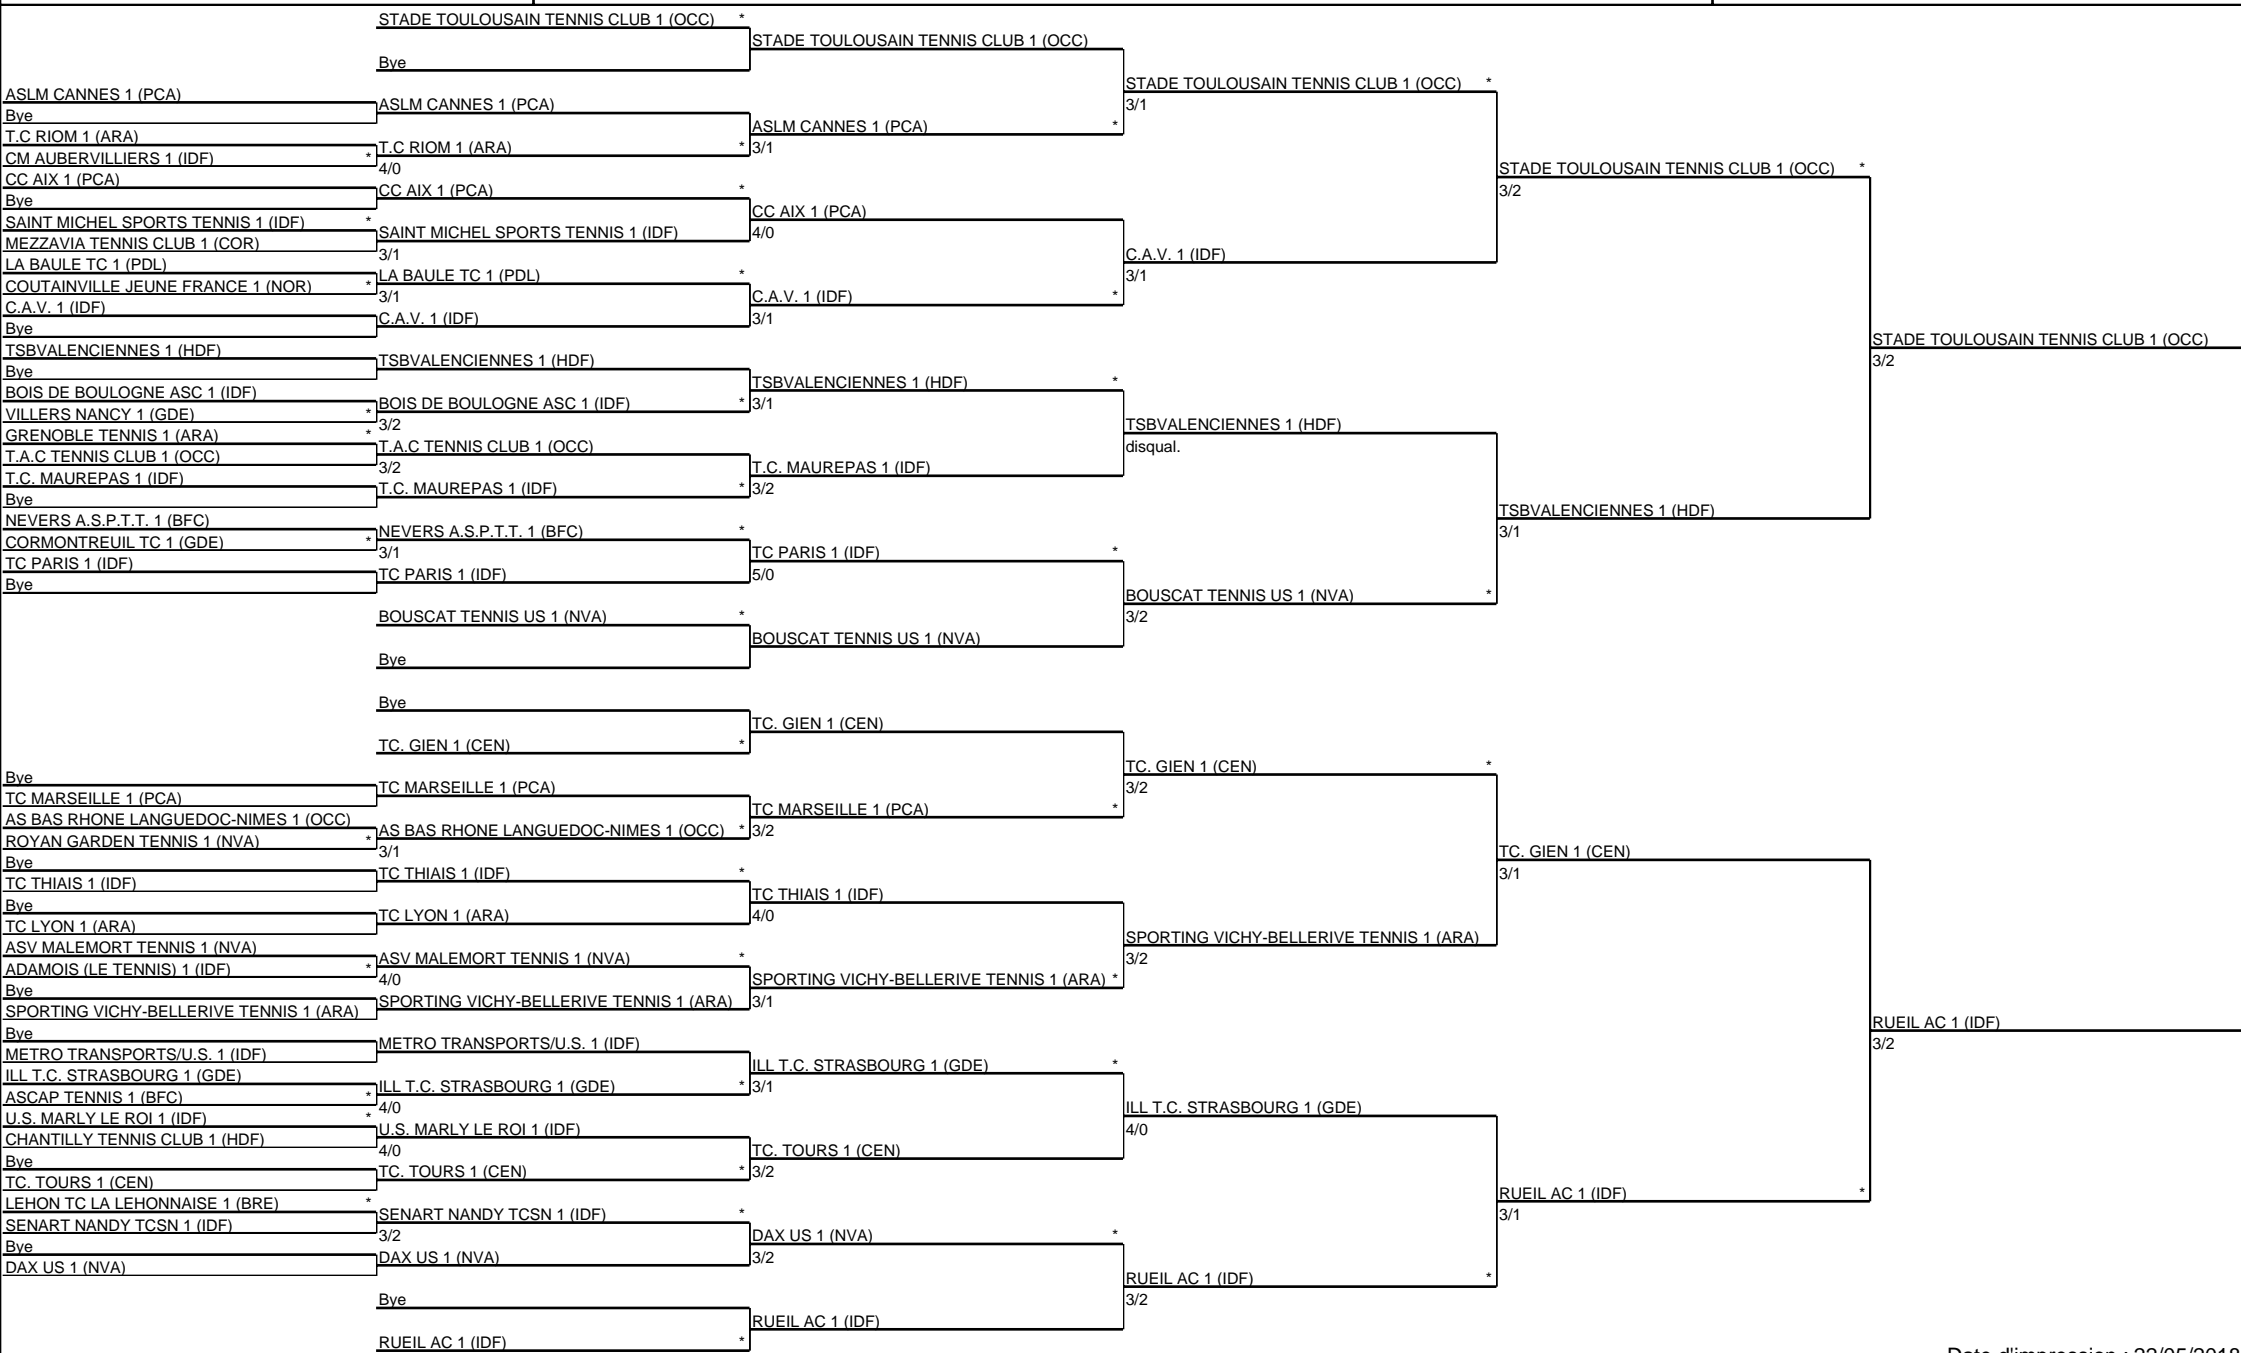 STADE TOULOUSAIN TENNIS CLUB 1 (OCC) *
Bye
ASLM CANNES 1 (PCA)
Bye
T.C RIOM 1 (ARA)
CM AUBERVILLIERS 1 (IDF) *
CC AIX 1 (PCA)
Bye
SAINT MICHEL SPORTS TENNIS 1 (IDF) *
MEZZAVIA TENNIS CLUB 1 (COR)
LA BAULE TC 1 (PDL)
COUTAINVILLE JEUNE FRANCE 1 (NOR) *
C.A.V. 1 (IDF)
Bye
TSBVALENCIENNES 1 (HDF)
Bye
BOIS DE BOULOGNE ASC 1 (IDF)
VILLERS NANCY 1 (GDE) *
GRENOBLE TENNIS 1 (ARA) *
T.A.C TENNIS CLUB 1 (OCC)
T.C. MAUREPAS 1 (IDF)
Bye
NEVERS A.S.P.T.T. 1 (BFC)
CORMONTREUIL TC 1 (GDE) *
TC PARIS 1 (IDF)
Bye
Bye
TC MARSEILLE 1 (PCA)
AS BAS RHONE LANGUEDOC-NIMES 1 (OCC)
ROYAN GARDEN TENNIS 1 (NVA) *
Bye
TC THIAIS 1 (IDF)
Bye
TC LYON 1 (ARA)
ASV MALEMORT TENNIS 1 (NVA)
ADAMOIS (LE TENNIS) 1 (IDF) *
Bye
SPORTING VICHY-BELLERIVE TENNIS 1 (ARA)
Bye
METRO TRANSPORTS/U.S. 1 (IDF)
ILL T.C. STRASBOURG 1 (GDE)
ASCAP TENNIS 1 (BFC) *
U.S. MARLY LE ROI 1 (IDF) *
CHANTILLY TENNIS CLUB 1 (HDF)
Bye
TC. TOURS 1 (CEN)
LEHON TC LA LEHONNAISE 1 (BRE) *
SENART NANDY TCSN 1 (IDF)
Bye
DAX US 1 (NVA)
ASLM CANNES 1 (PCA)
T.C RIOM 1 (ARA) *
4/0
CC AIX 1 (PCA) *
SAINT MICHEL SPORTS TENNIS 1 (IDF)
3/1
LA BAULE TC 1 (PDL) *
3/1
C.A.V. 1 (IDF)
TSBVALENCIENNES 1 (HDF)
BOIS DE BOULOGNE ASC 1 (IDF) *
3/2
T.A.C TENNIS CLUB 1 (OCC)
3/2
T.C. MAUREPAS 1 (IDF) *
NEVERS A.S.P.T.T. 1 (BFC) *
3/1
TC PARIS 1 (IDF)
BOUSCAT TENNIS US 1 (NVA) *
Bye
Bye
TC. GIEN 1 (CEN) *
TC MARSEILLE 1 (PCA)
AS BAS RHONE LANGUEDOC-NIMES 1 (OCC) *
3/1
TC THIAIS 1 (IDF) *
TC LYON 1 (ARA)
ASV MALEMORT TENNIS 1 (NVA) *
4/0
SPORTING VICHY-BELLERIVE TENNIS 1 (ARA)
METRO TRANSPORTS/U.S. 1 (IDF)
ILL T.C. STRASBOURG 1 (GDE) *
4/0
U.S. MARLY LE ROI 1 (IDF)
4/0
TC. TOURS 1 (CEN) *
SENART NANDY TCSN 1 (IDF) *
3/2
DAX US 1 (NVA)
Bye
RUEIL AC 1 (IDF) *
STADE TOULOUSAIN TENNIS CLUB 1 (OCC)
ASLM CANNES 1 (PCA) *
3/1
CC AIX 1 (PCA)
4/0
C.A.V. 1 (IDF) *
3/1
TSBVALENCIENNES 1 (HDF) *
3/1
T.C. MAUREPAS 1 (IDF)
3/2
TC PARIS 1 (IDF) *
5/0
BOUSCAT TENNIS US 1 (NVA)
TC. GIEN 1 (CEN)
TC MARSEILLE 1 (PCA) *
3/2
TC THIAIS 1 (IDF)
4/0
SPORTING VICHY-BELLERIVE TENNIS 1 (ARA) *
3/1
ILL T.C. STRASBOURG 1 (GDE) *
3/1
TC. TOURS 1 (CEN)
3/2
DAX US 1 (NVA) *
3/2
RUEIL AC 1 (IDF)
STADE TOULOUSAIN TENNIS CLUB 1 (OCC) *
3/1
C.A.V. 1 (IDF)
3/1
TSBVALENCIENNES 1 (HDF)
disqual.
BOUSCAT TENNIS US 1 (NVA) *
3/2
TC. GIEN 1 (CEN) *
3/2
SPORTING VICHY-BELLERIVE TENNIS 1 (ARA)
3/2
ILL T.C. STRASBOURG 1 (GDE)
4/0
RUEIL AC 1 (IDF) *
3/2
STADE TOULOUSAIN TENNIS CLUB 1 (OCC) *
3/2
TSBVALENCIENNES 1 (HDF)
3/1
TC. GIEN 1 (CEN)
3/1
RUEIL AC 1 (IDF) *
3/1
STADE TOULOUSAIN TENNIS CLUB 1 (OCC)
3/2
RUEIL AC 1 (IDF)
3/2
Date d'impression : 22/05/2018